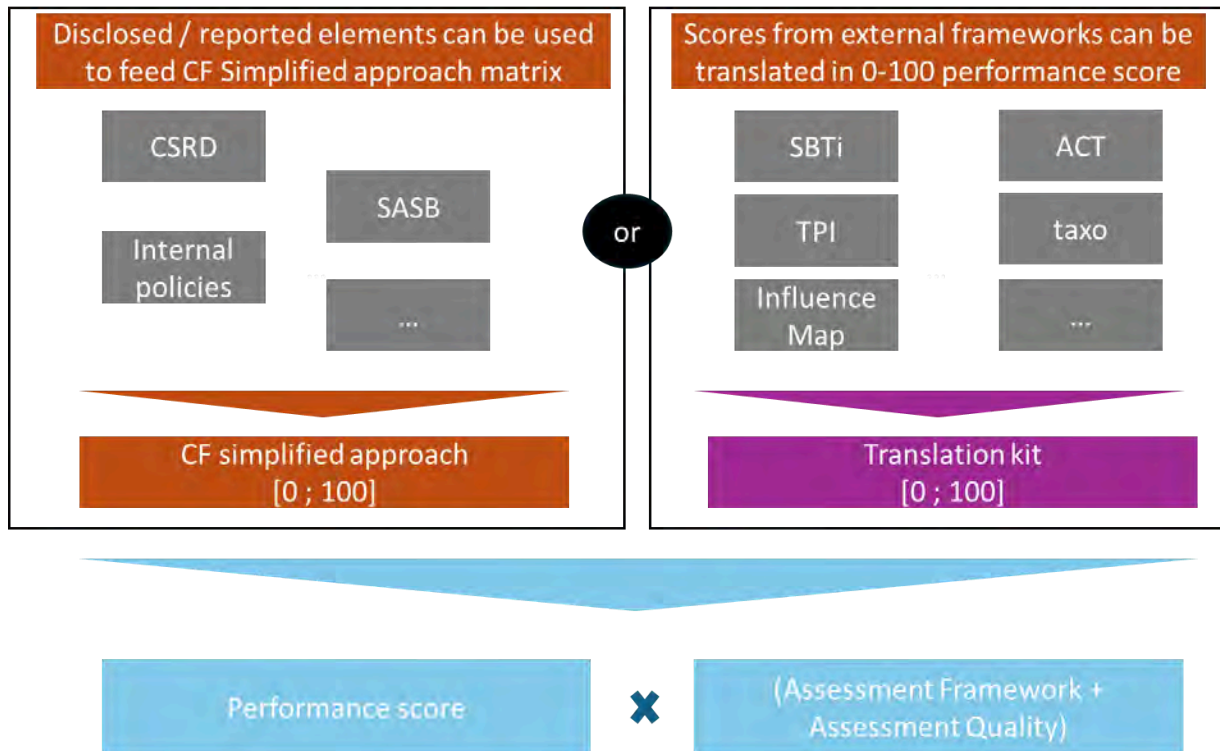 Disclosed / reported elements can be used
to feed CF Simplified approach matrix
CSRD
SASB
Internal
policies
...
...
CF simplified approach
[0 ; 100]
or
Scores from external frameworks can be
translated in 0-100 performance score
SBTi
ACT
TPI
taxo
...
Influence
Map
...
Translation kit
[0 ; 100]
Performance score
(Assessment Framework +
Assessment Quality)